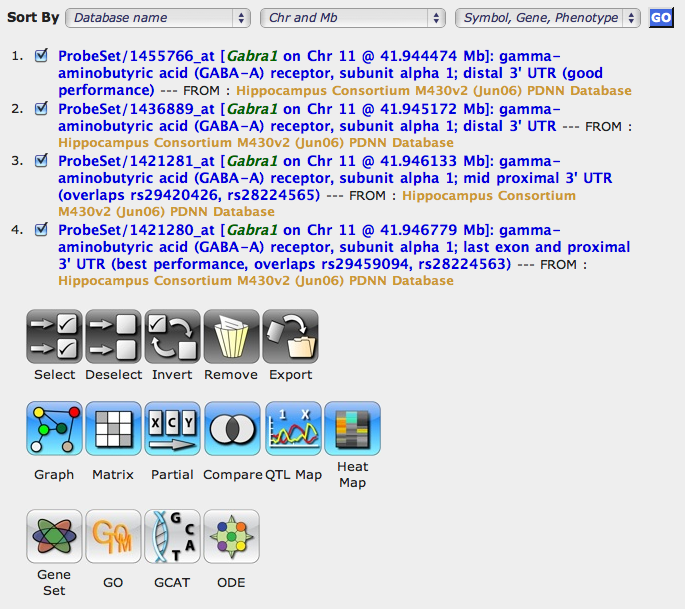 Sort By Database name Chr and Mb Symbol, Gene, Phenotype GO
1. ProbeSet/1455766_at [Gabra1 on Chr 11 @ 41.944474 Mb]: gamma-
aminobutyric acid (GABA-A) receptor, subunit alpha 1; distal 3' UTR (good
performance) --- FROM : Hippocampus Consortium M430v2 (Jun06) PDNN Database
2. ProbeSet/1436889_at [Gabra1 on Chr 11 @ 41.945172 Mb]: gamma-
aminobutyric acid (GABA-A) receptor, subunit alpha 1; distal 3' UTR --- FROM :
Hippocampus Consortium M430v2 (Jun06) PDNN Database
3. ProbeSet/1421281_at [Gabra1 on Chr 11 @ 41.946133 Mb]: gamma-
aminobutyric acid (GABA-A) receptor, subunit alpha 1; mid proximal 3' UTR
(overlaps rs29420426, rs28224565) --- FROM : Hippocampus Consortium
M430v2 (Jun06) PDNN Database
4. ProbeSet/1421280_at [Gabra1 on Chr 11 @ 41.946779 Mb]: gamma-
aminobutyric acid (GABA-A) receptor, subunit alpha 1; last exon and proximal
3' UTR (best performance, overlaps rs29459094, rs28224563) --- FROM :
Hippocampus Consortium M430v2 (Jun06) PDNN Database
Select Deselect Invert Remove Export
X C Y 1 X
Graph Matrix Partial Compare QTL Map Heat
Map
GOTM G C A T
Gene
Set GO GCAT ODE